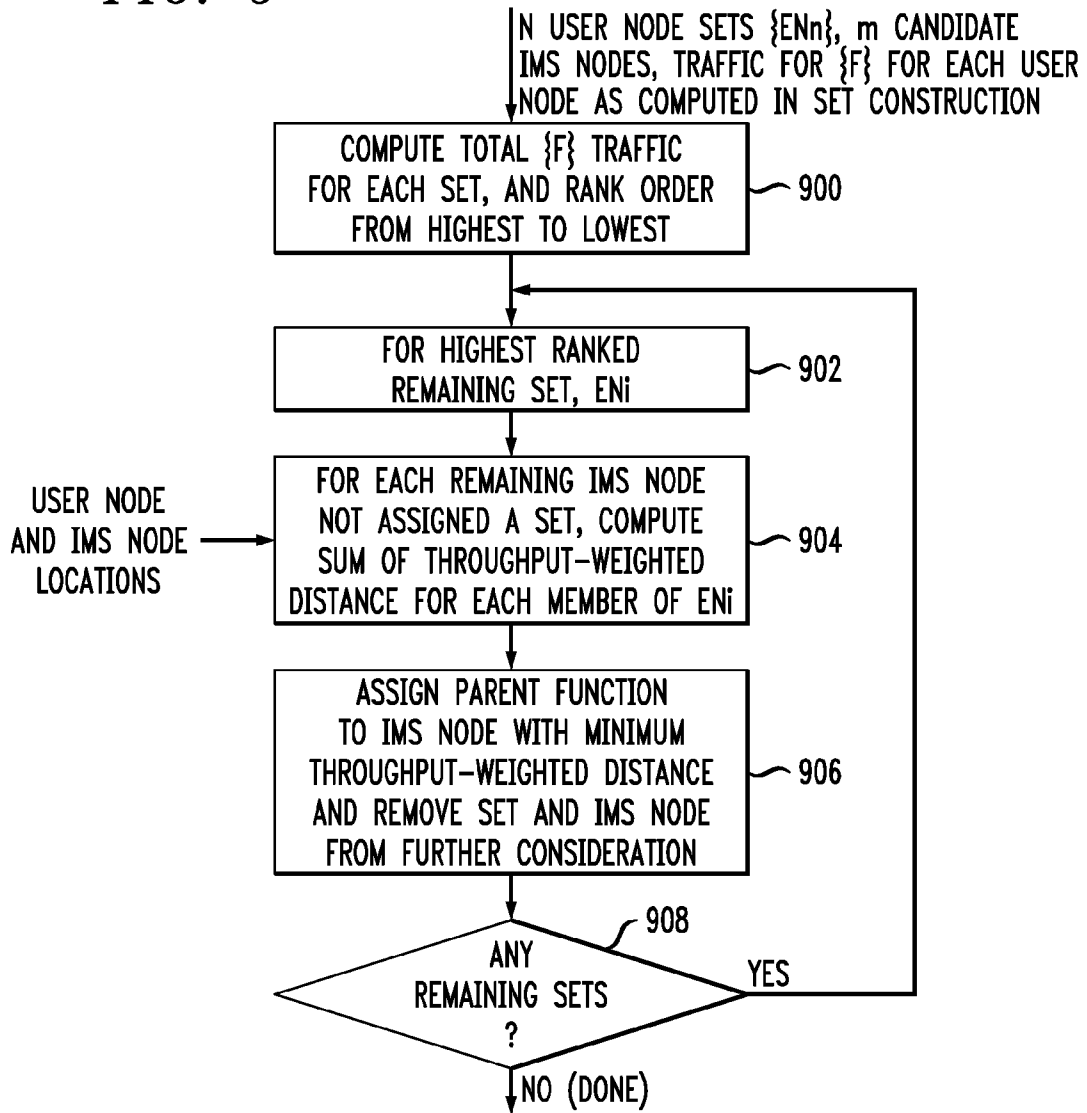 N USER NODE SETS {ENn}, m CANDIDATE
IMS NODES, TRAFFIC FOR {F} FOR EACH USER
NODE AS COMPUTED IN SET CONSTRUCTION
COMPUTE TOTAL {F} TRAFFIC
FOR EACH SET, AND RANK ORDER
FROM HIGHEST TO LOWEST
900
FOR HIGHEST RANKED
REMAINING SET, ENi
902
USER NODE
AND IMS NODE
LOCATIONS
FOR EACH REMAINING IMS NODE
NOT ASSIGNED A SET, COMPUTE
SUM OF THROUGHPUT-WEIGHTED
DISTANCE FOR EACH MEMBER OF ENi
904
ASSIGN PARENT FUNCTION
TO IMS NODE WITH MINIMUM
THROUGHPUT-WEIGHTED DISTANCE
AND REMOVE SET AND IMS NODE
FROM FURTHER CONSIDERATION
906
908
ANY
REMAINING SETS
?
YES
NO (DONE)